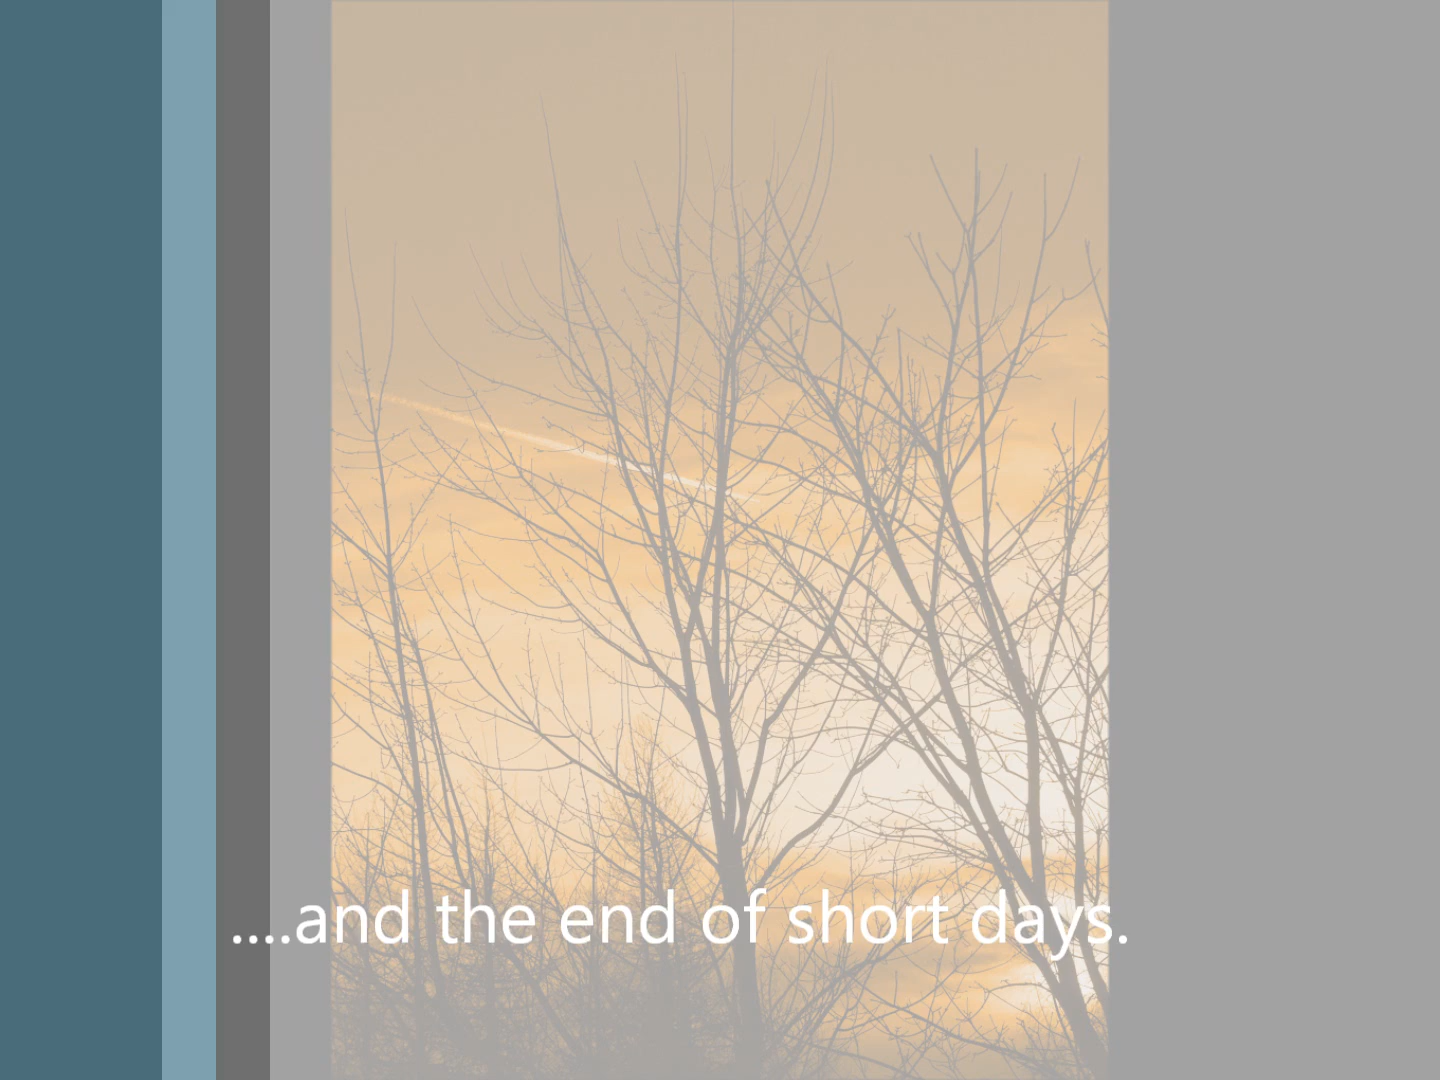 ....and the end of short days.